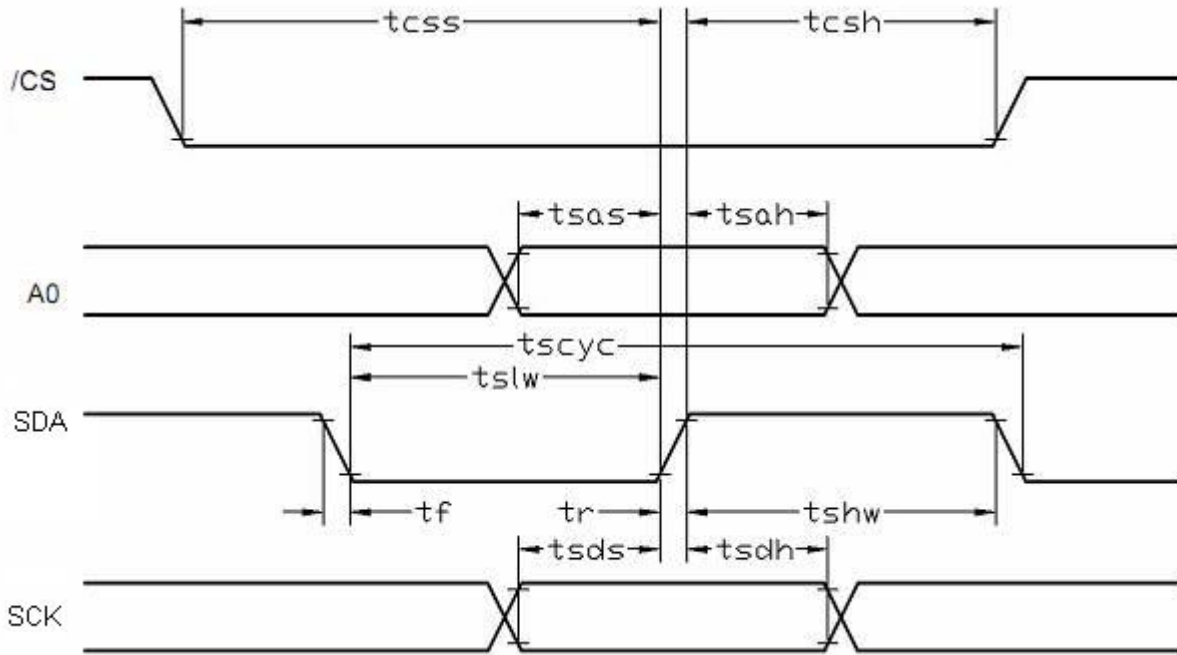 tcss tcsh
/CS
tsas tsah
A0
tscyc
tslw
SDA
tf tr tshw
tsds tsdh
SCK